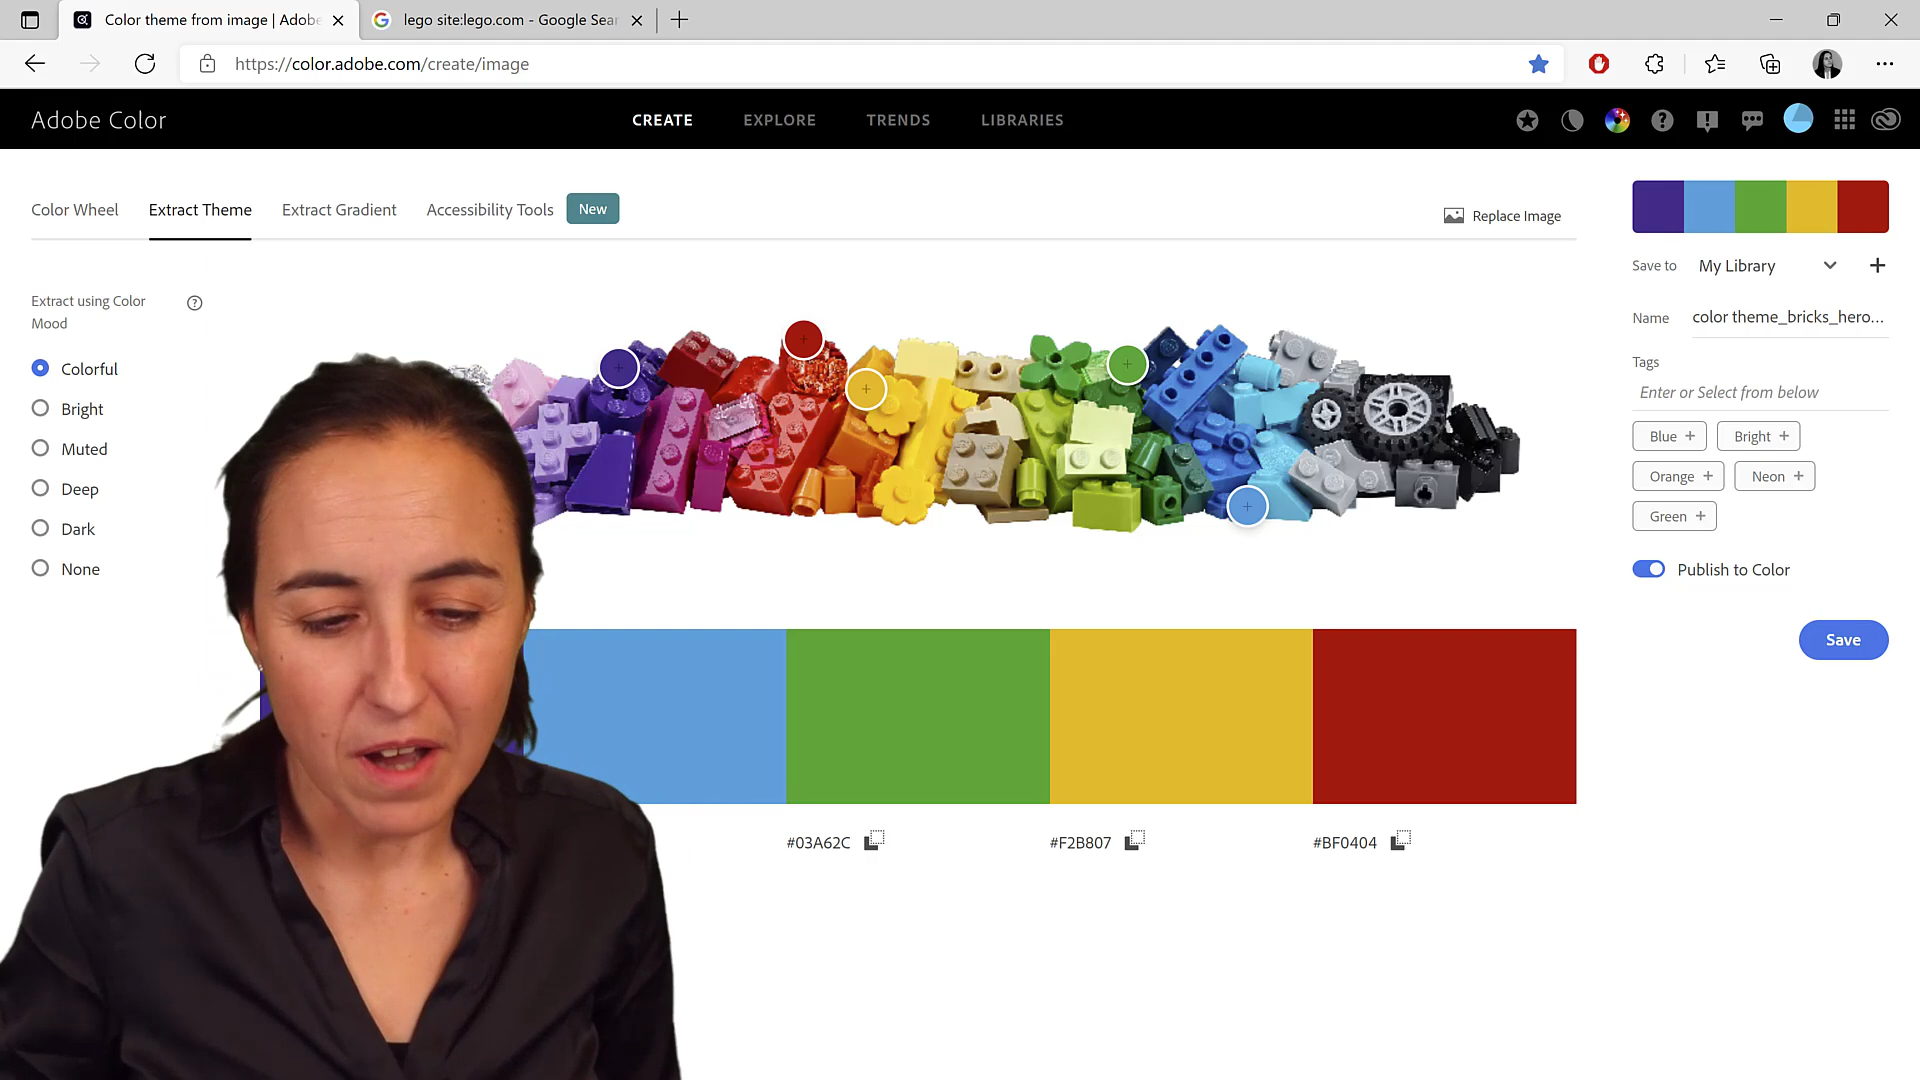 Color theme from image | Adobe
lego site:lego.com - Google Sear
https://color.adobe.com/create/image
Adobe Color
CREATE
EXPLORE
TRENDS
LIBRARIES
Color Wheel
Extract Theme
Extract Gradient
Accessibility Tools
New
Replace Image
Save to
My Library
Name
color theme_bricks_hero...
Tags
Enter or Select from below
Blue +
Bright +
Orange +
Neon +
Green +
Publish to Color
Save
Extract using Color
Mood
Colorful
Bright
Muted
Deep
Dark
None
#03A62C
#F2B807
#BF0404